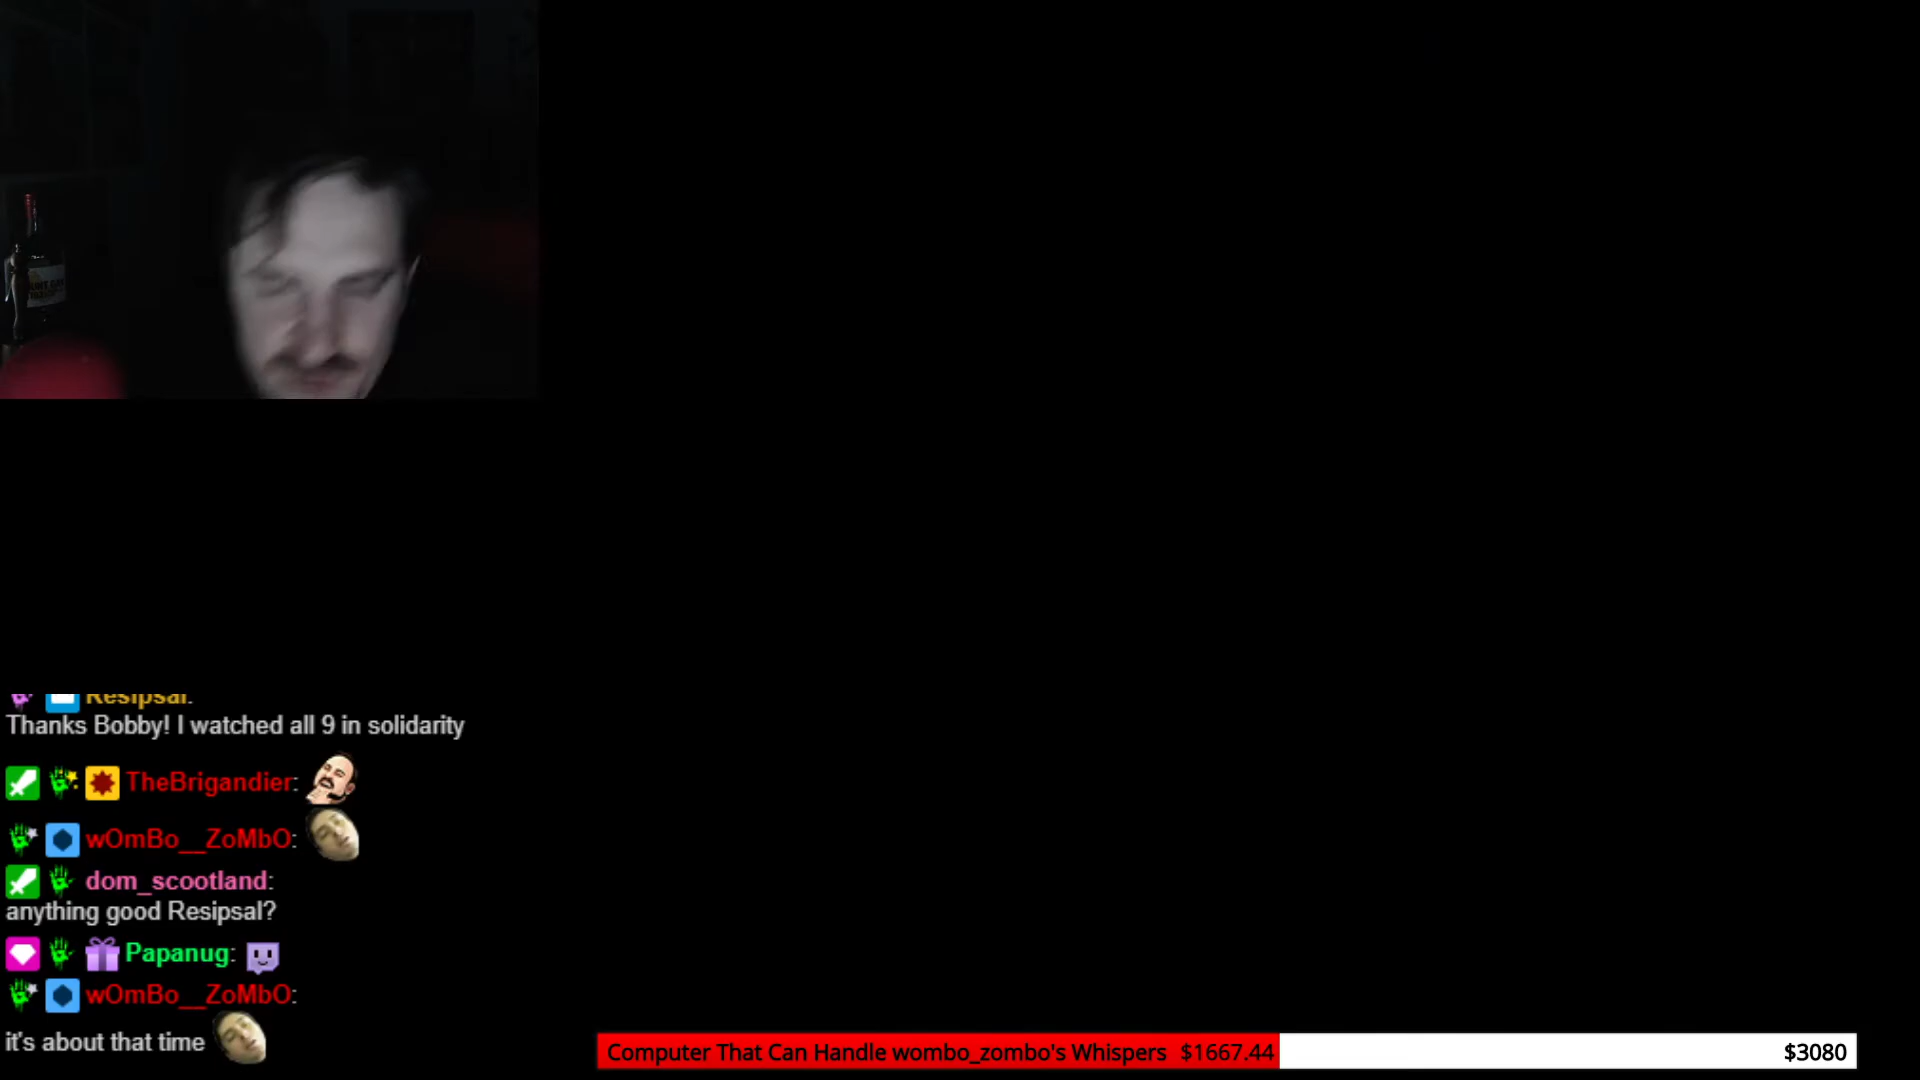 Resipsal:
Thanks Bobby! I watched all 9 in solidarity
TheBrigandier:
wOmBo__ZoMbO:
dom_scootland:
anything good Resipsal?
Papanug:
wOmBo__ZoMbO:
it's about that time
Computer That Can Handle wombo_zombo's Whispers $1667.44 $3080